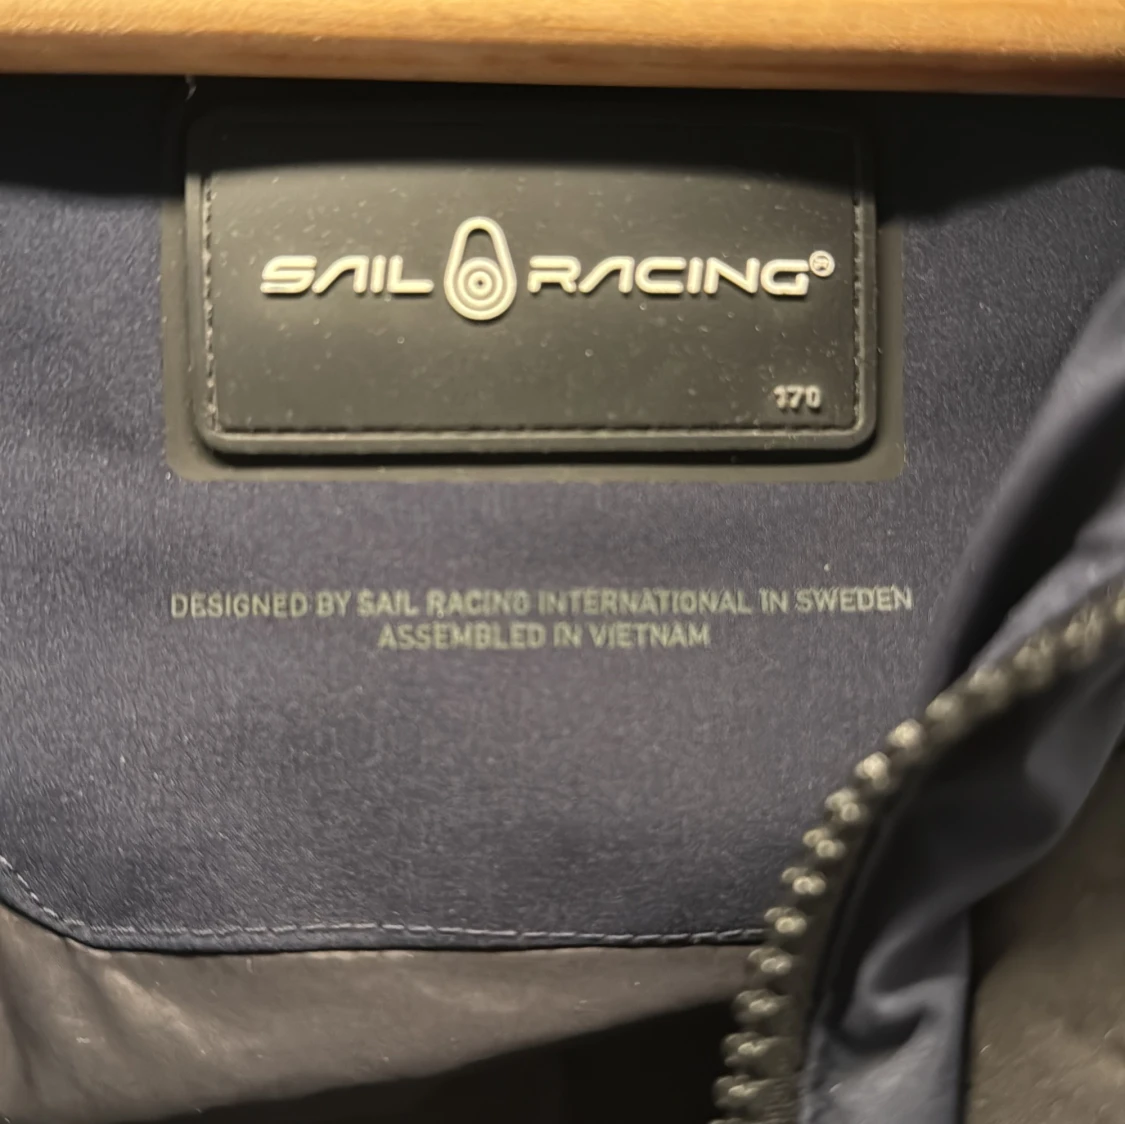 SAIL RACING®
170
DESIGNED BY SAIL RACING INTERNATIONAL IN SWEDEN
ASSEMBLED IN VIETNAM